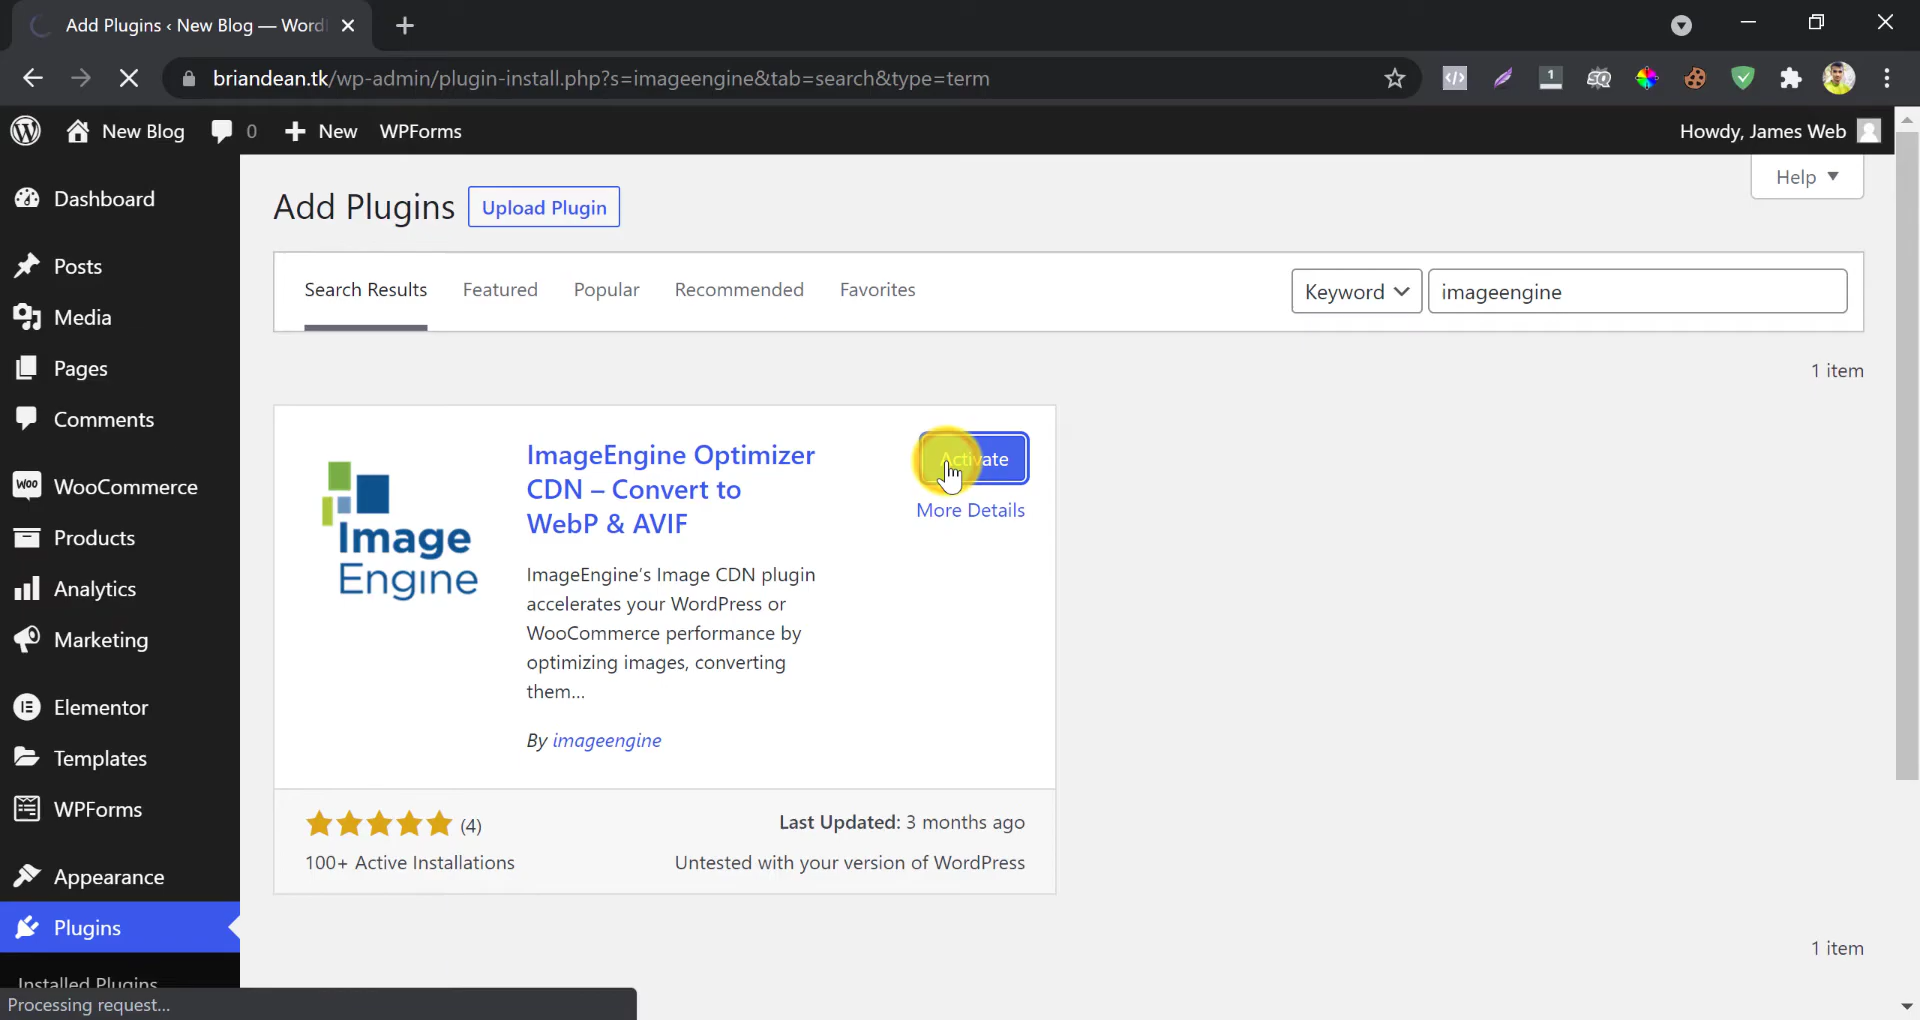 Add Plugins ‹ New Blog — Word
briandean.tk/wp-admin/plugin-install.php?s=imageengine&tab=search&type=term
1
New Blog 0 New WPForms
Howdy, James Web
Help
Dashboard
Posts
Media
Pages
Comments
WOO WooCommerce
Products
Analytics
Marketing
Elementor
Templates
WPForms
Appearance
Plugins
Installed Plugins
Processing request...
Add Plugins Upload Plugin
Search Results Featured Popular Recommended Favorites
Keyword imageengine
1 item
Image
Engine
ImageEngine Optimizer
CDN – Convert to
WebP & AVIF
Activate
More Details
ImageEngine's Image CDN plugin
accelerates your WordPress or
WooCommerce performance by
optimizing images, converting
them...
By imageengine
(4)
Last Updated: 3 months ago
100+ Active Installations
Untested with your version of WordPress
1 item